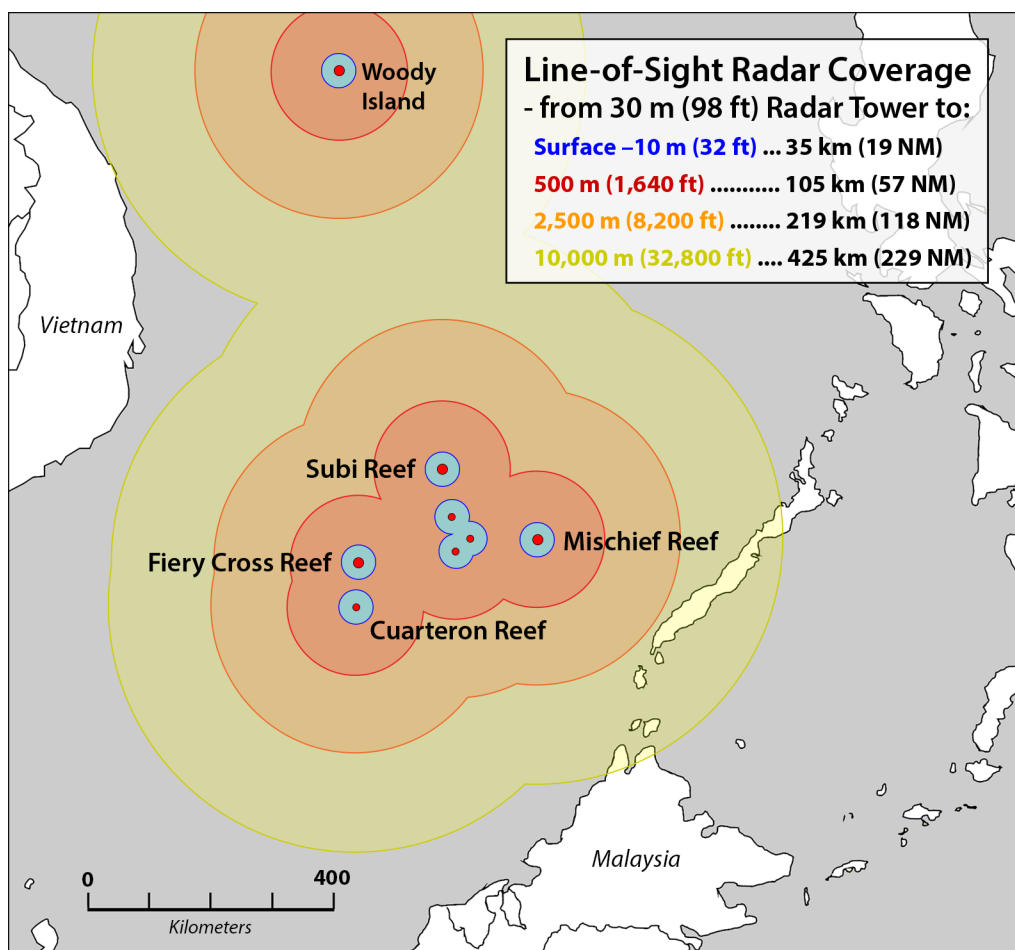 Woody
Island
Line-of-Sight Radar Coverage
- from 30 m (98 ft) Radar Tower to:
Surface –10 m (32 ft) ... 35 km (19 NM)
500 m (1,640 ft) ........... 105 km (57 NM)
2,500 m (8,200 ft) ........ 219 km (118 NM)
10,000 m (32,800 ft) .... 425 km (229 NM)
Vietnam
Subi Reef
Mischief Reef
Fiery Cross Reef
Cuarteron Reef
Malaysia
0 400
Kilometers